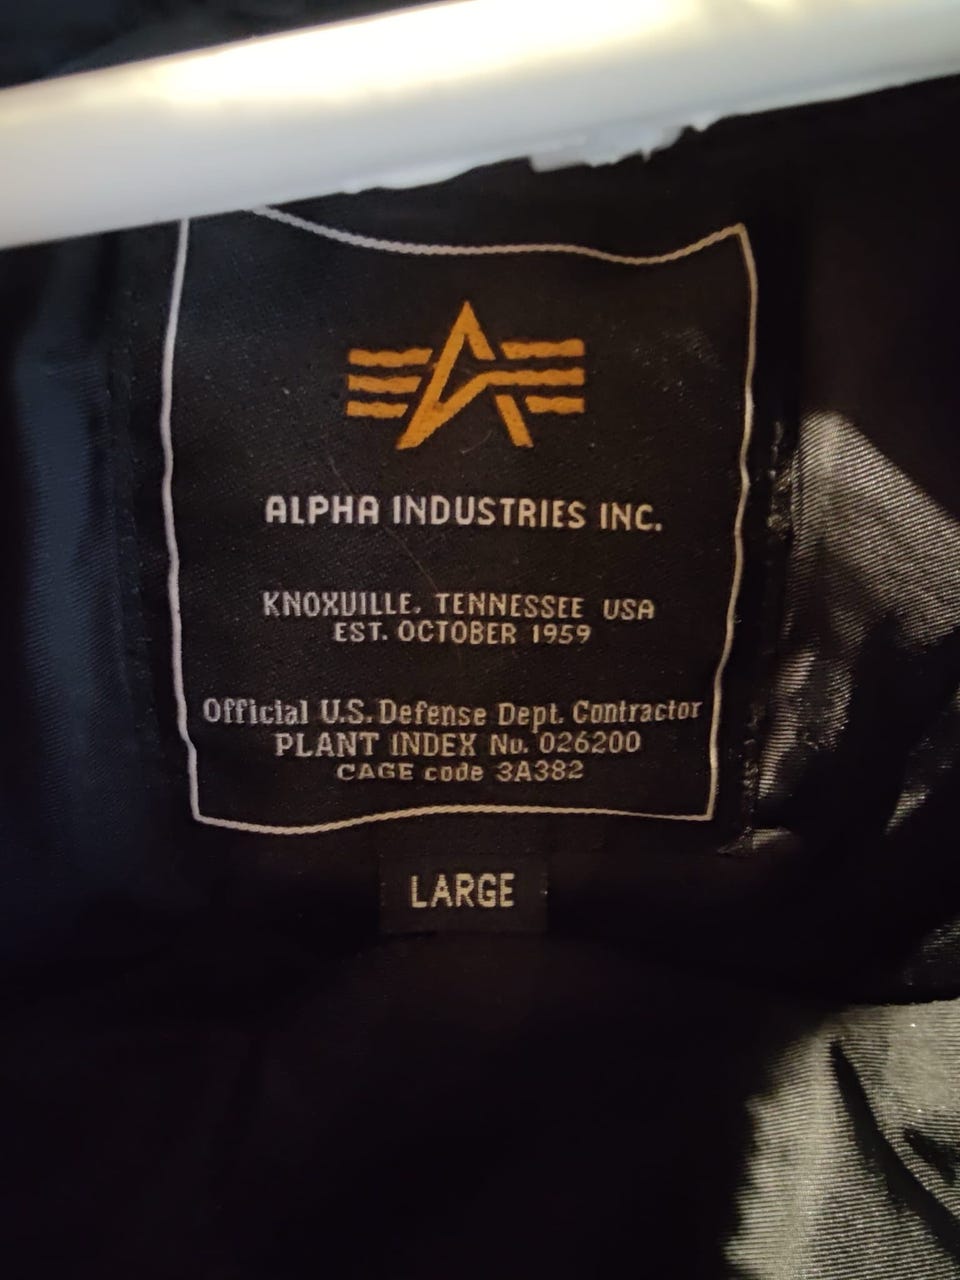 ALPHA INDUSTRIES INC.
KNOXVILLE, TENNESSEE USA
EST. OCTOBER 1959
Official U.S. Defense Dept. Contractor
PLANT INDEX No. 026200
CAGE code 3A382
LARGE